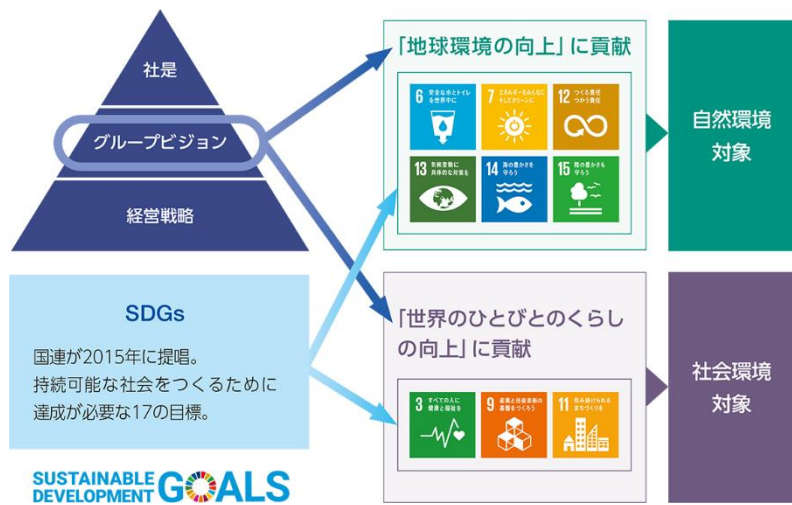 社是
グループビジョン
経営戦略
SDGs
国連が2015年に提唱。
持続可能な社会をつくるために
達成が必要な17の目標。
SUSTAINABLE
DEVELOPMENT
GOALS
「地球環境の向上」に貢献
6 安全な水とトイレ
を世界中に
7 エネルギーをみんなに
そしてクリーンに
12 つくる責任
つかう責任
13 気候変動に
具体的な対策を
14 海の豊かさを
守ろう
15 陸の豊かさも
守ろう
自然環境
対象
「世界のひとびとのくらし
の向上」に貢献
3 すべての人に
健康と福祉を
9 産業と技術革新の
基盤をつくろう
11 住み続けられる
まちづくりを
社会環境
対象